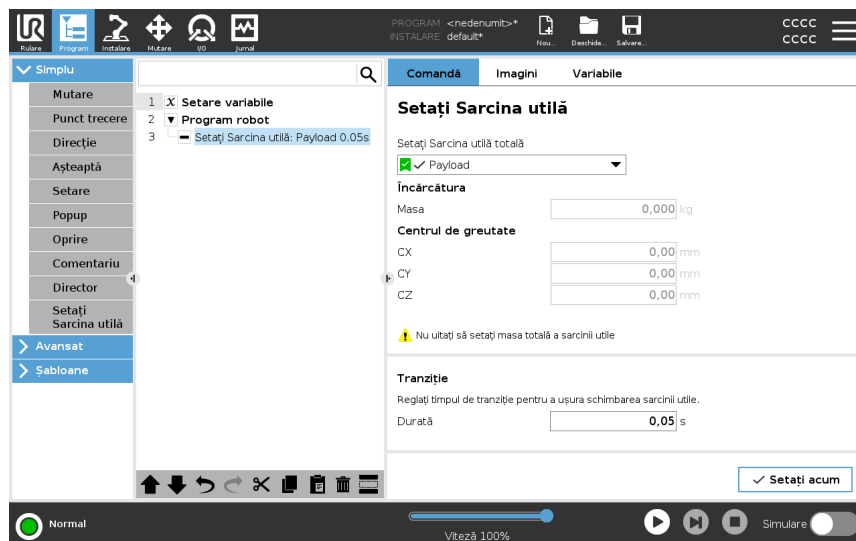 UR
Rulare
Program
Instalare
Mutare
I/O
Jurnal
PROGRAM <nedenumit>*
INSTALARE default*
Nou...
Deschide...
Salvare...
cccc
cccc
Simplu
Mutare
Punct trecere
Direcție
Așteaptă
Setare
Popup
Oprire
Comentariu
Director
Setați
Sarcina utilă
Avansat
Șabloane
1 X Setare variabile
2 Program robot
3 Setați Sarcina utilă: Payload 0.05s
Comandă Imagini Variabile
Setați Sarcina utilă
Setați Sarcina utilă totală
Payload
Încărcătura
Masa 0,000 kg
Centrul de greutate
CX 0,00 mm
CY 0,00 mm
CZ 0,00 mm
Nu uitați să setați masa totală a sarcinii utile
Tranziție
Reglați timpul de tranziție pentru a ușura schimbarea sarcinii utile.
Durată 0,05 s
Setați acum
Normal
Viteză 100%
Simulare